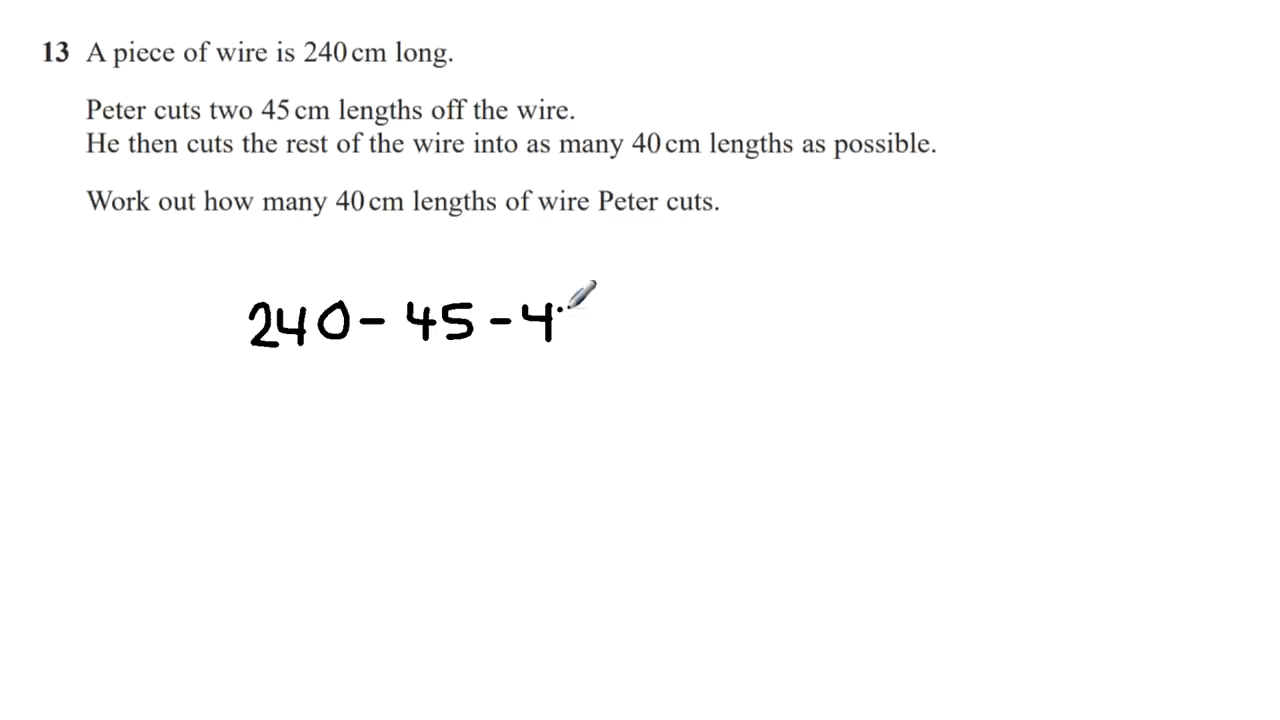 13 A piece of wire is 240 cm long.
Peter cuts two 45 cm lengths off the wire.
He then cuts the rest of the wire into as many 40 cm lengths as possible.
Work out how many 40 cm lengths of wire Peter cuts.
240 - 45 - 4